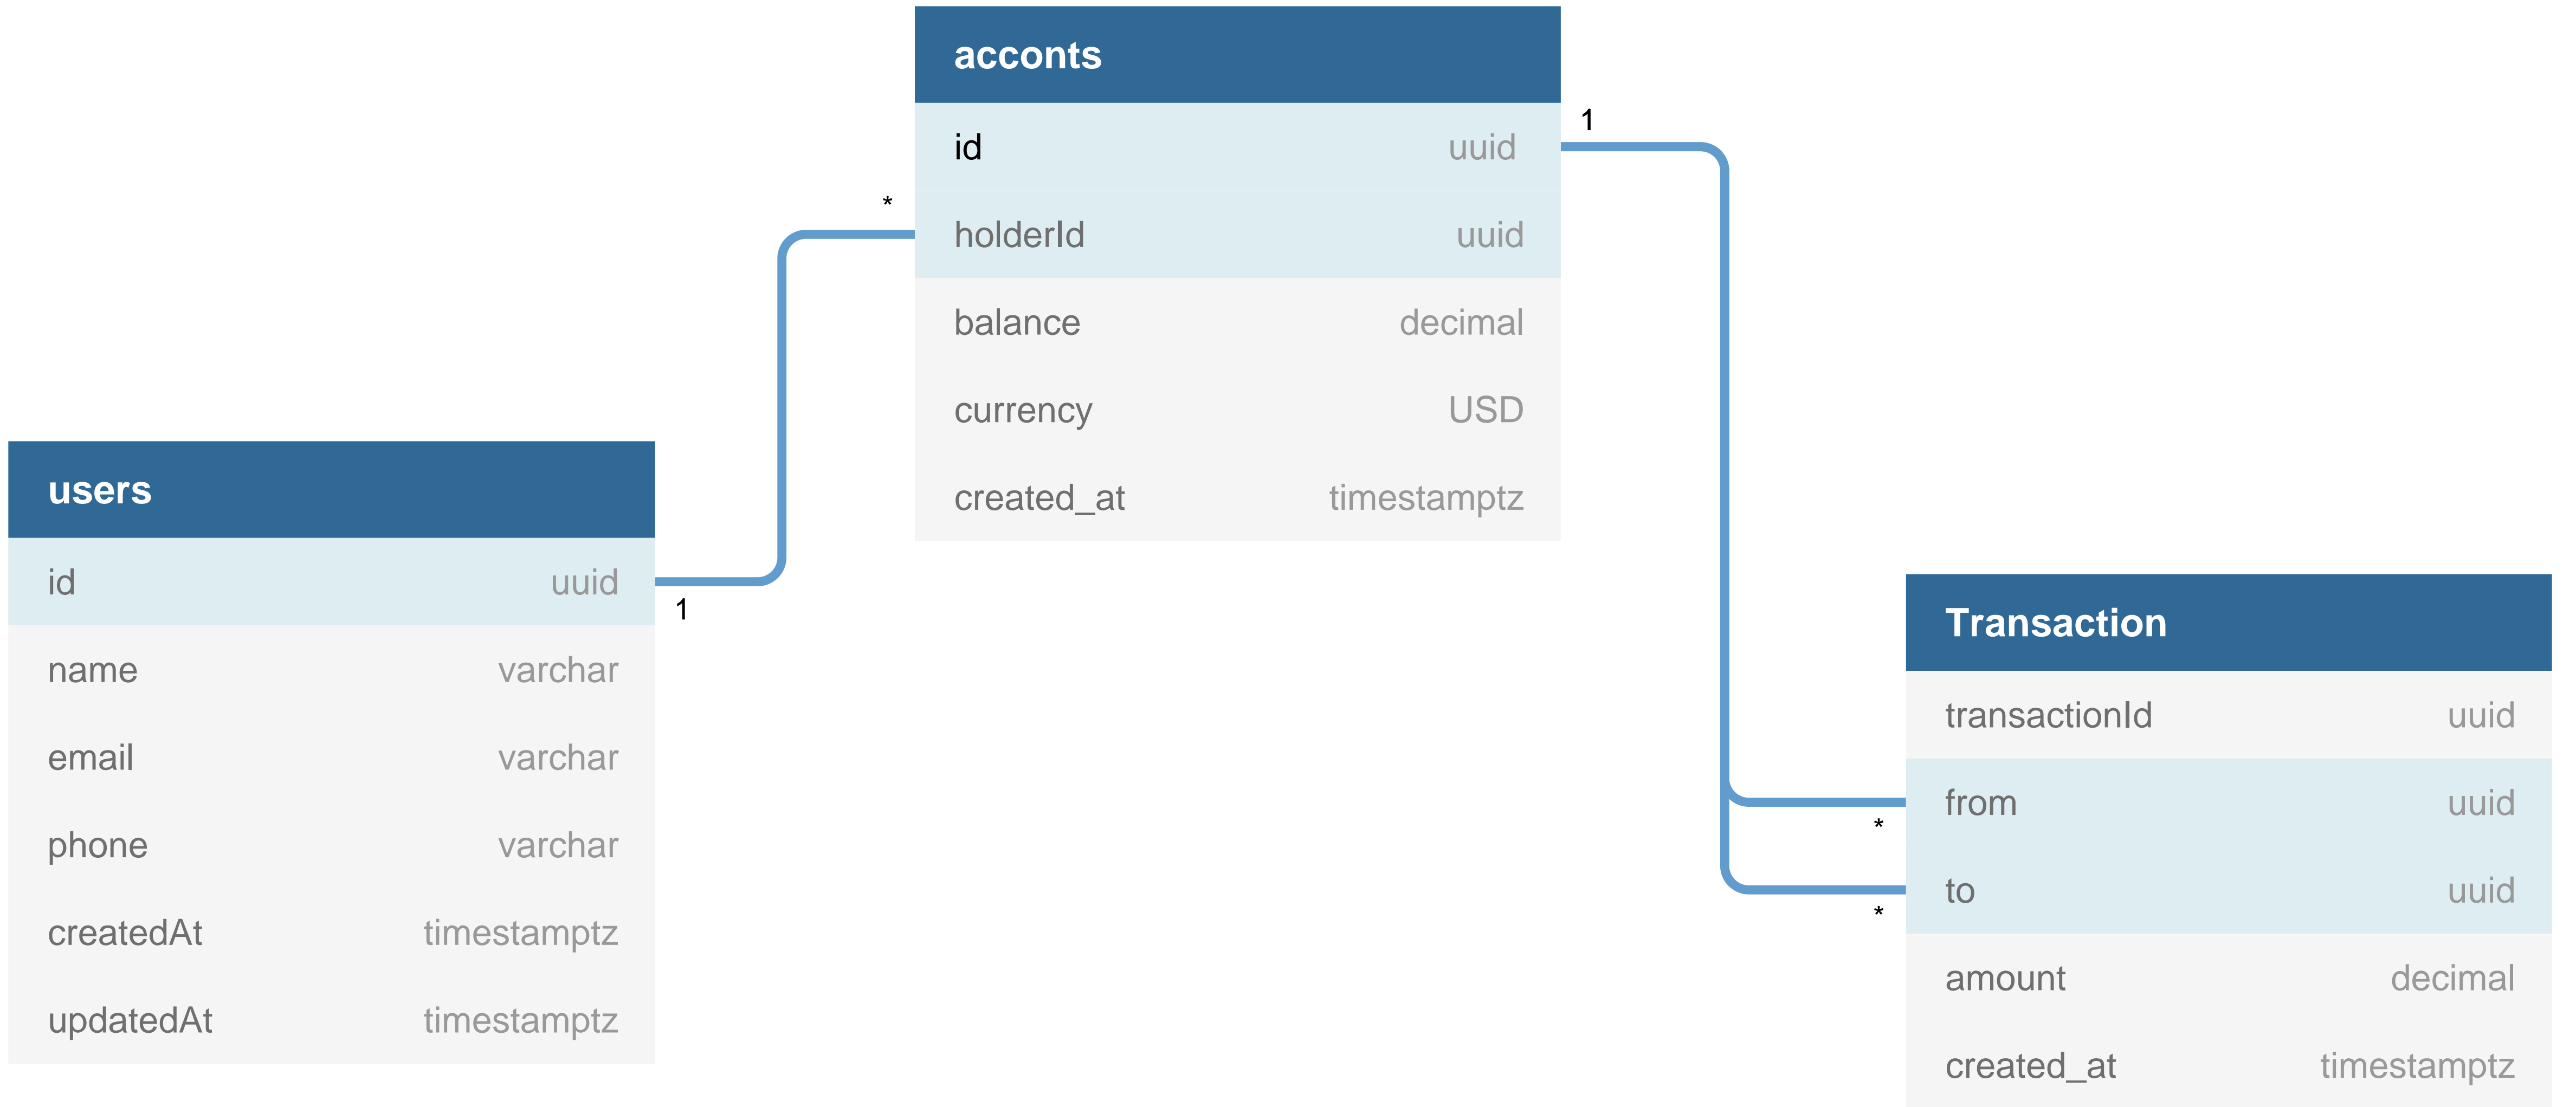 acconts
id uuid
holderId uuid
balance decimal
currency USD
created_at timestamptz
1
*
users
id uuid
name varchar
email varchar
phone varchar
createdAt timestamptz
updatedAt timestamptz
1
Transaction
transactionId uuid
from uuid
to uuid
amount decimal
created_at timestamptz
*
*